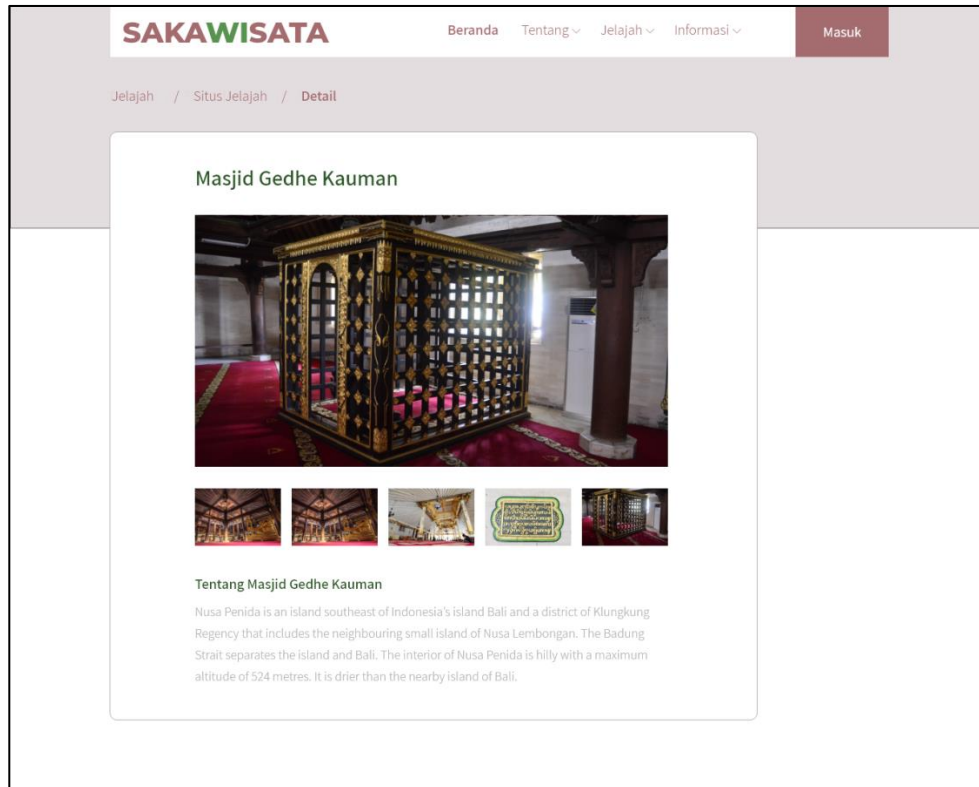 SAKAWISATA
Beranda Tentang Jelajah Informasi Masuk
Jelajah / Situs Jelajah / Detail
Masjid Gedhe Kauman
Tentang Masjid Gedhe Kauman
Nusa Penida is an island southeast of Indonesia's island Bali and a district of Klungkung
Regency that includes the neighbouring small island of Nusa Lembongan. The Badung
Strait separates the island and Bali. The interior of Nusa Penida is hilly with a maximum
altitude of 524 metres. It is drier than the nearby island of Bali.